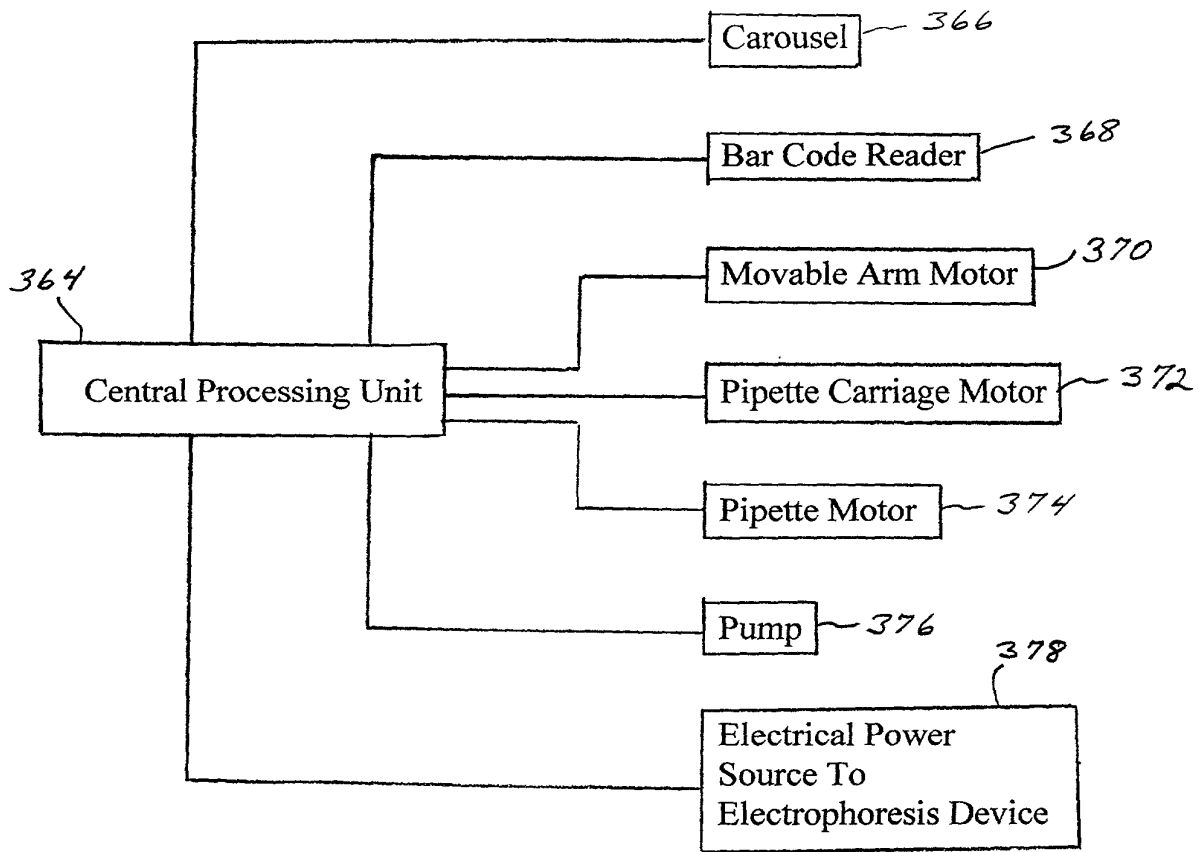 Carousel 366
Bar Code Reader 368
Movable Arm Motor 370
364
Central Processing Unit
Pipette Carriage Motor 372
Pipette Motor 374
Pump 376
378
Electrical Power
Source To
Electrophoresis Device